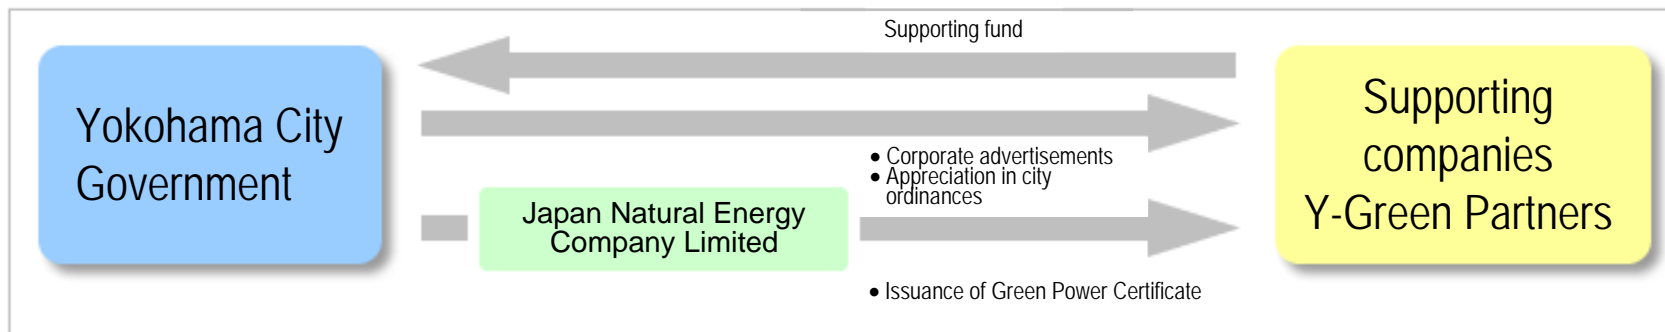 Supporting fund
Yokohama City
Government
Supporting
companies
Y-Green Partners
• Corporate advertisements
• Appreciation in city
ordinances
Japan Natural Energy
Company Limited
• Issuance of Green Power Certificate